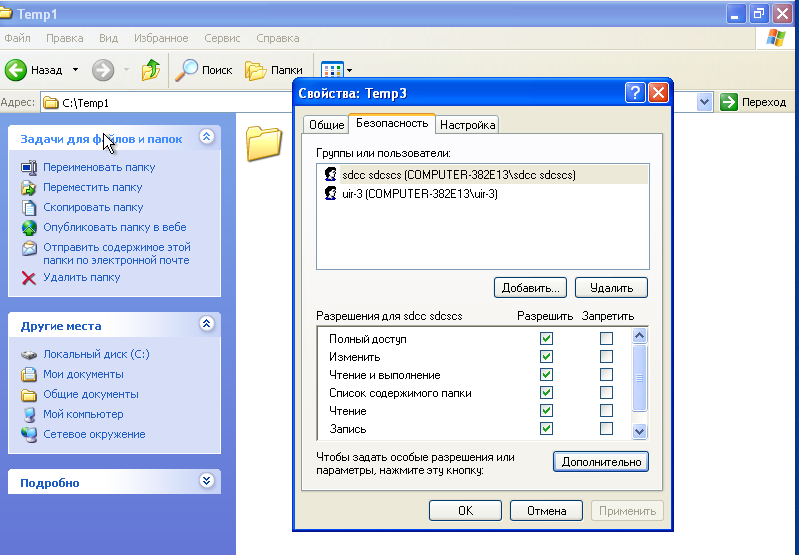 Temp1
Файл Правка Вид Избранное Сервис Справка
Назад Поиск Папки
Адрес: C:\Temp1 Переход
Задачи для файлов и папок
Переименовать папку
Переместить папку
Скопировать папку
Опубликовать папку в вебе
Отправить содержимое этой
папки по электронной почте
Удалить папку
Другие места
Локальный диск (C:)
Мои документы
Общие документы
Мой компьютер
Сетевое окружение
Подробно
Свойства: Temp3
Общие Безопасность Настройка
Группы или пользователи:
sdcc sdcscs (COMPUTER-382E13\sdcc sdcscs)
uir-3 (COMPUTER-382E13\uir-3)
Добавить... Удалить
Разрешения для sdcc sdcscs Разрешить Запретить
Полный доступ
Изменить
Чтение и выполнение
Список содержимого папки
Чтение
Запись
Чтобы задать особые разрешения или
параметры, нажмите эту кнопку:
Дополнительно
OK Отмена Применить